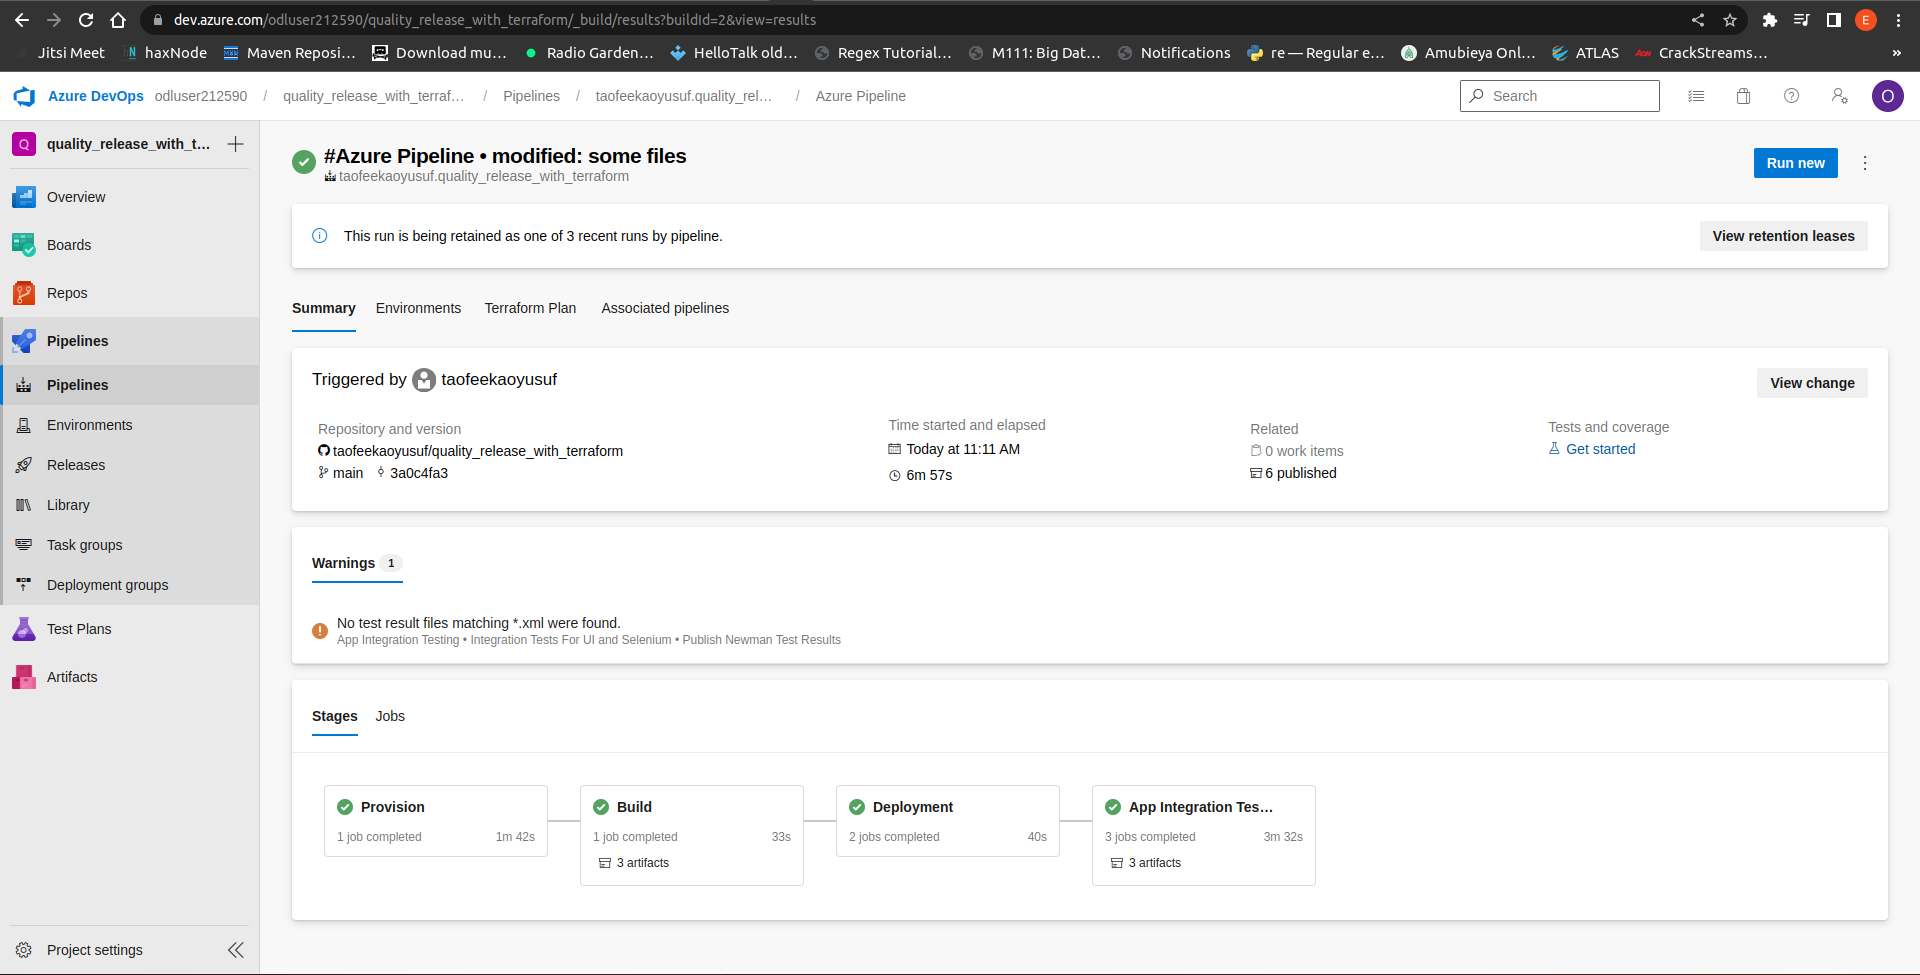 dev.azure.com/odluser212590/quality_release_with_terraform/_build/results?buildId=2&view=results
E
Jitsi Meet
haxNode
Maven Reposi...
Download mu...
Radio Garden...
HelloTalk old...
Regex Tutorial...
M111: Big Dat...
Notifications
re — Regular e...
Amubieya Onl...
ATLAS
CrackStreams...
»
Azure DevOps
odluser212590 / quality_release_with_terraf... / Pipelines / taofeekaoyusuf.quality_rel... / Azure Pipeline
Search
O
Q
quality_release_with_t...
Overview
Boards
Repos
Pipelines
Pipelines
Environments
Releases
Library
Task groups
Deployment groups
Test Plans
Artifacts
Project settings
#Azure Pipeline • modified: some files
taofeekaoyusuf.quality_release_with_terraform
Run new
This run is being retained as one of 3 recent runs by pipeline.
View retention leases
Summary
Environments
Terraform Plan
Associated pipelines
Triggered by taofeekaoyusuf
View change
Repository and version
taofeekaoyusuf/quality_release_with_terraform
main 3a0c4fa3
Time started and elapsed
Today at 11:11 AM
6m 57s
Related
0 work items
6 published
Tests and coverage
Get started
Warnings 1
No test result files matching *.xml were found.
App Integration Testing • Integration Tests For UI and Selenium • Publish Newman Test Results
Stages
Jobs
Provision
1 job completed 1m 42s
Build
1 job completed 33s
3 artifacts
Deployment
2 jobs completed 40s
App Integration Tes...
3 jobs completed 3m 32s
3 artifacts